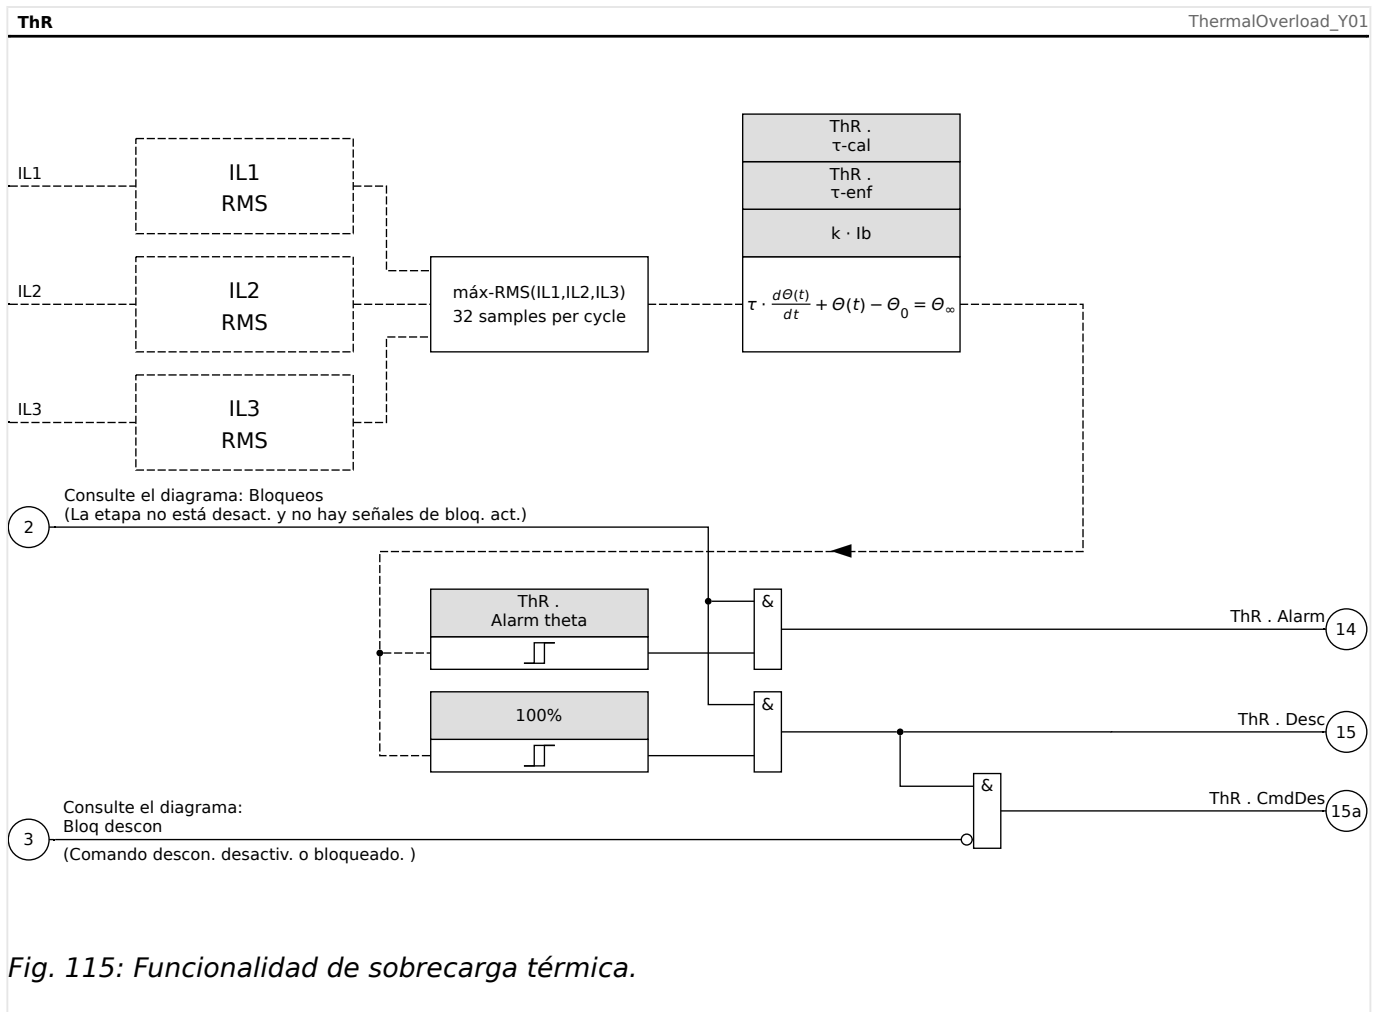 ThR
ThermalOverload_Y01
ThR .
τ-cal
ThR .
τ-enf
k · Ib
IL1
IL1
RMS
IL2
IL2
RMS
máx-RMS(IL1,IL2,IL3)
32 samples per cycle
τ · dΘ(t)/dt + Θ(t) − Θ₀ = Θ∞
IL3
IL3
RMS
Consulte el diagrama: Bloqueos
(La etapa no está desact. y no hay señales de bloq. act.)
2
ThR .
Alarm theta
&
ThR . Alarm
14
100%
&
ThR . Desc
15
&
ThR . CmdDes
15a
Consulte el diagrama:
Bloq descon
3
(Comando descon. desactiv. o bloqueado. )
Fig. 115: Funcionalidad de sobrecarga térmica.